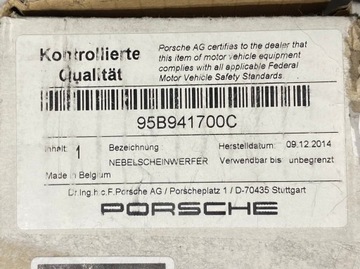 Kontrollierte
Qualität
Porsche AG certifies to the dealer that
this item of motor vehicle equipment
complies with all applicable Federal
Motor Vehicle Safety Standards
95B941700C
Inhalt: 1 Bezeichnung Herstelldatum: 09.12.2014
NEBELSCHEINWERFER Verwendbar bis unbegrenzt
Made in Belgium
Dr.Ing.h.c.F.Porsche AG / Porscheplatz 1 / D-70435 Stuttgart
PORSCHE